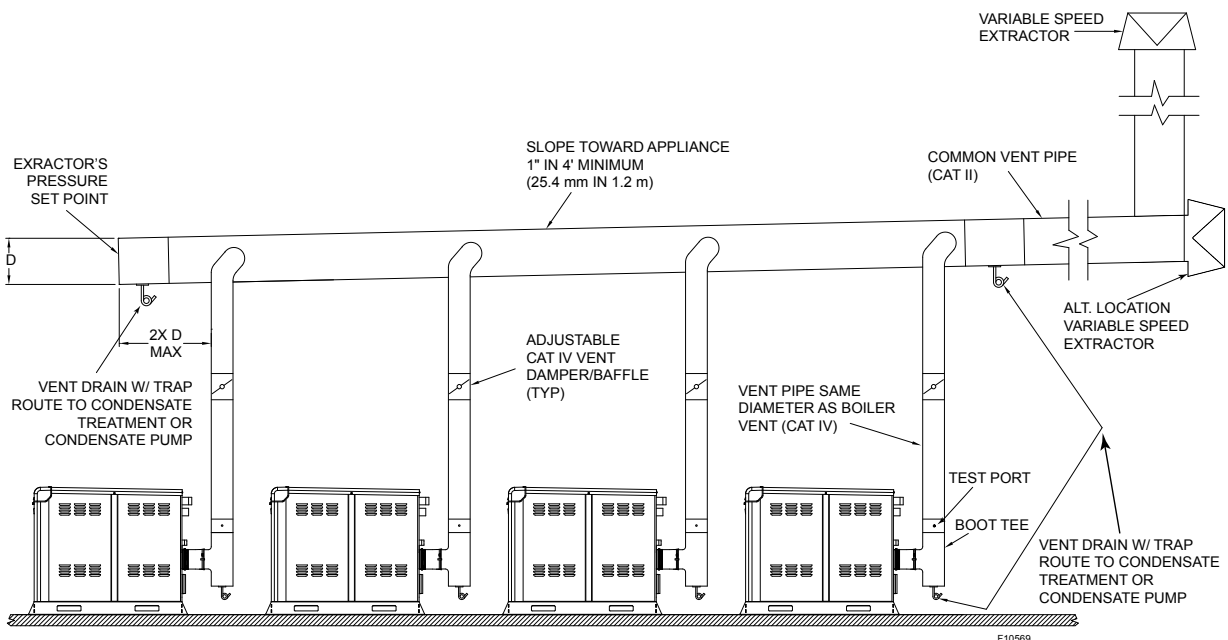 VARIABLE SPEED
EXTRACTOR
SLOPE TOWARD APPLIANCE
1" IN 4' MINIMUM
(25.4 mm IN 1.2 m)
COMMON VENT PIPE
(CAT II)
EXRACTOR'S
PRESSURE
SET POINT
D
2X D
MAX
ALT. LOCATION
VARIABLE SPEED
EXTRACTOR
ADJUSTABLE
CAT IV VENT
DAMPER/BAFFLE
(TYP)
VENT DRAIN W/ TRAP
ROUTE TO CONDENSATE
TREATMENT OR
CONDENSATE PUMP
VENT PIPE SAME
DIAMETER AS BOILER
VENT (CAT IV)
TEST PORT
BOOT TEE
VENT DRAIN W/ TRAP
ROUTE TO CONDENSATE
TREATMENT OR
CONDENSATE PUMP
F10569